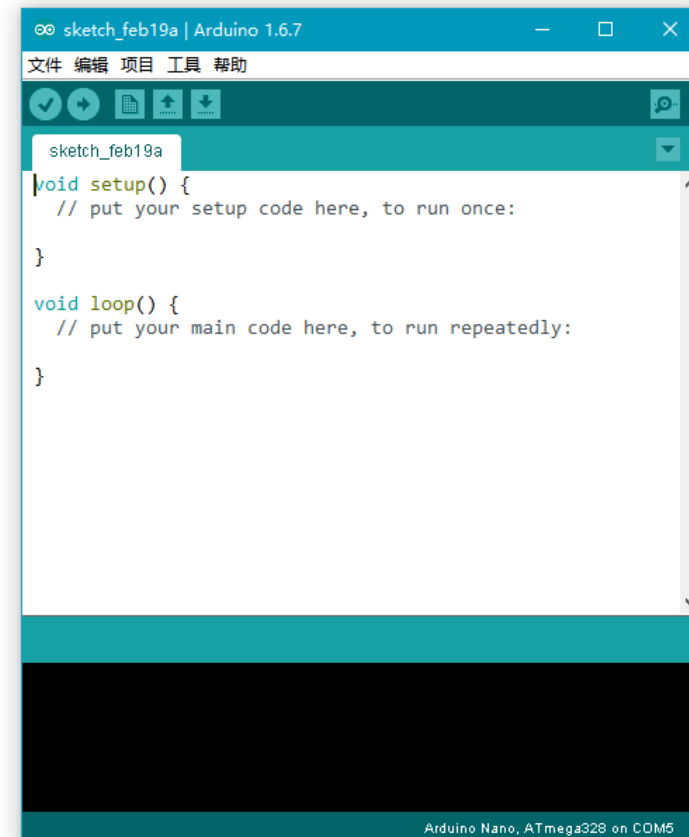 sketch_feb19a | Arduino 1.6.7
文件 编辑 项目 工具 帮助
sketch_feb19a
void setup() {
  // put your setup code here, to run once:
}
void loop() {
  // put your main code here, to run repeatedly:
}
Arduino Nano, ATmega328 on COM5